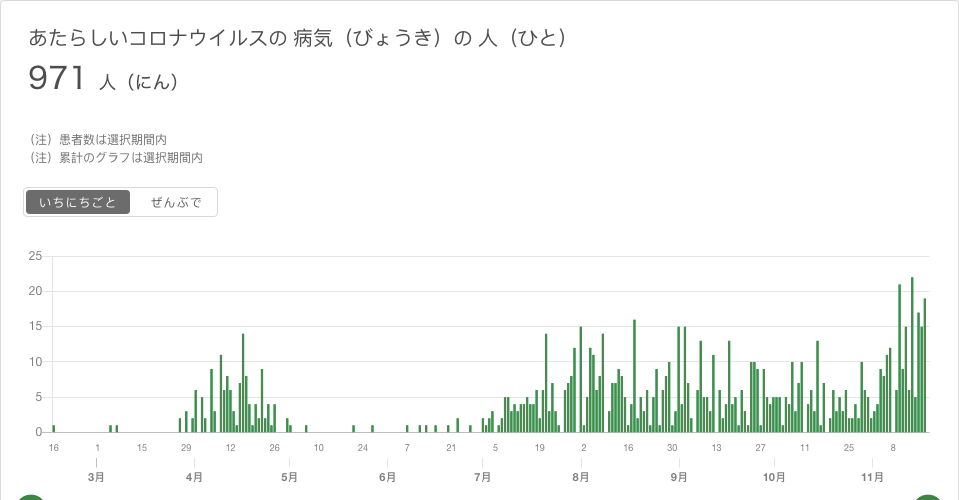 あたらしいコロナウイルスの 病気（びょうき）の 人（ひと）
971 人（にん）
（注）患者数は選択期間内
（注）累計のグラフは選択期間内
いちにちごと ぜんぶで
25
20
15
10
5
0
16 1 15 29 12 26 10 24 7 21 5 19 2 16 30 13 27 11 25 8
3月 4月 5月 6月 7月 8月 9月 10月 11月